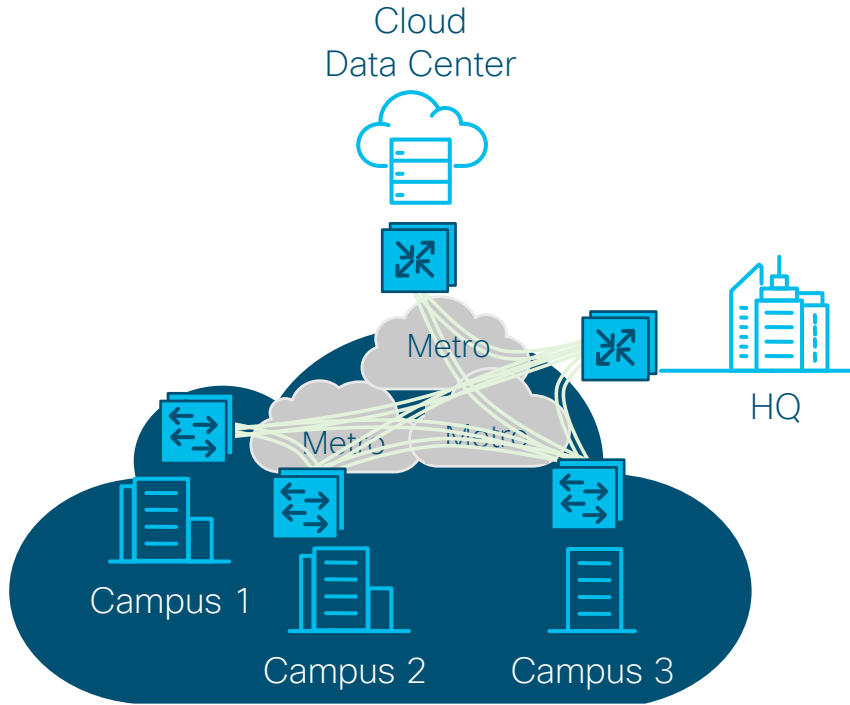 Cloud
Data Center
Metro
Metro
Metro
HQ
Campus 1
Campus 2
Campus 3